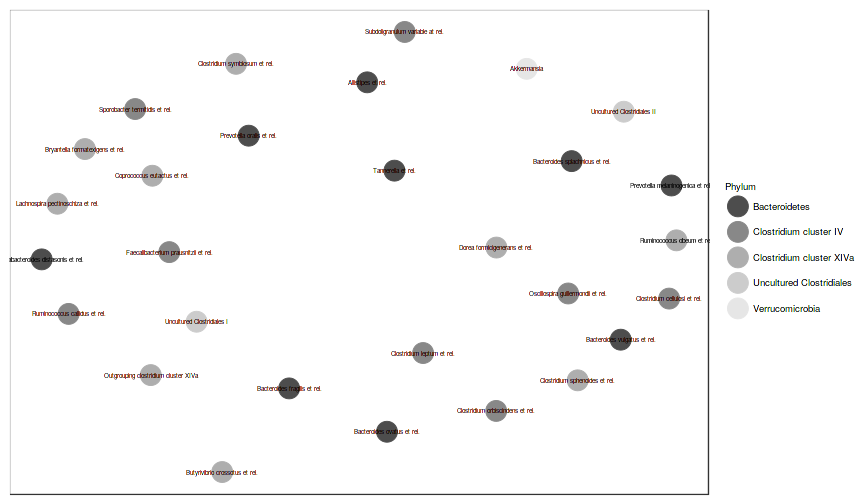 Subdoligranulum variable at rel.
Clostridium symbiosum et rel.
Akkermansia
Alistipes et rel.
Sporobacter termitidis et rel.
Uncultured Clostridiales II
Prevotella oralis et rel.
Bryantella formatexigens et rel.
Bacteroides splachnicus et rel.
Tannerella et rel.
Coprococcus eutactus et rel.
Prevotella melaninogenica et rel
Phylum
Lachnospira pectinoschiza et rel.
Bacteroidetes
Clostridium cluster IV
Ruminococcus obeum et re
Dorea formicigenerans et rel.
Faecalibacterium prausnitzii et rel.
Clostridium cluster XIVa
abacteroides distasonis et rel.
Uncultured Clostridiales
Oscillospira guillermondii et rel.
Clostridium cellulosi et rel.
Verrucomicrobia
Ruminococcus callidus et rel.
Uncultured Clostridiales I
Bacteroides vulgatus et rel.
Clostridium leptum et rel.
Outgrouping clostridium cluster XIVa
Clostridium sphenoides et rel.
Bacteroides fragilis et rel.
Clostridium orbiscindens et rel.
Bacteroides ovatus et rel.
Butyrivibrio crossotus et rel.